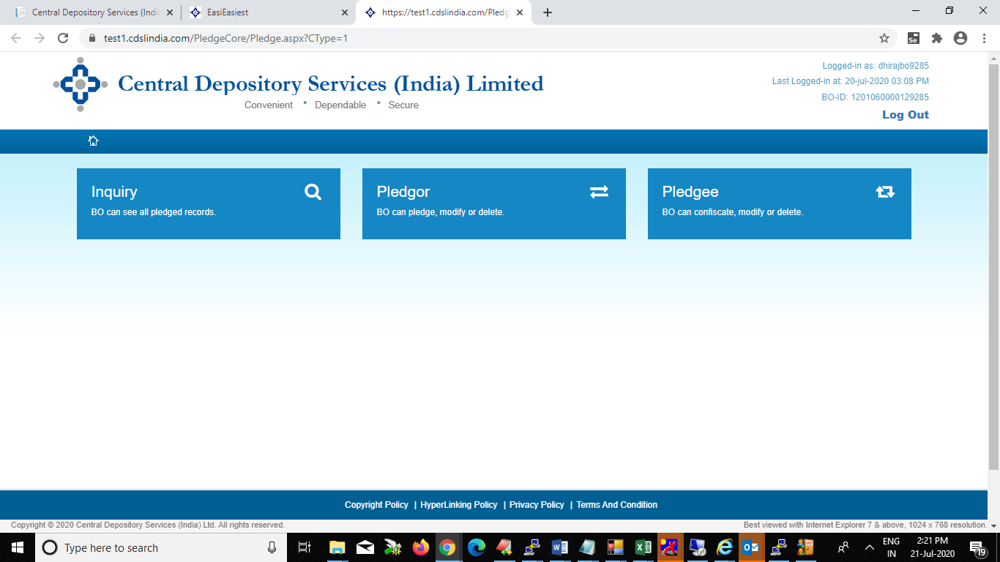 Central Depository Services (Indi
EasiEasiest
https://test1.cdslindia.com/Pledg
test1.cdslindia.com/PledgeCore/Pledge.aspx?CType=1
Se
Central Depository Services (India) Limited
Convenient * Dependable * Secure
Logged-in as: dhirajbo9285
Last Logged-in at: 20-jul-2020 03:08 PM
BO-ID: 1201060000129285
Log Out
Inquiry
BO can see all pledged records.
Pledgor
BO can pledge, modify or delete.
Pledgee
BO can confiscate, modify or delete.
Copyright Policy | HyperLinking Policy | Privacy Policy | Terms And Condition
Copyright © 2020 Central Depository Services (India) Ltd. All rights reserved.
Best viewed with Internet Explorer 7 & above, 1024 x 768 resolution.
Type here to search
ENG
IN
2:21 PM
21-Jul-2020
19